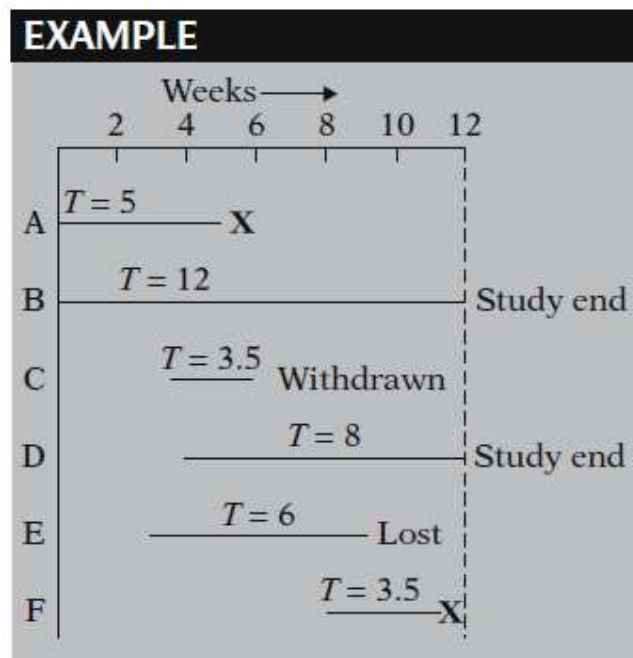 EXAMPLE
Weeks
2 4 6 8 10 12
T = 5
A X
T = 12
B Study end
T = 3.5
C Withdrawn
T = 8
D Study end
T = 6
E Lost
T = 3.5
F X